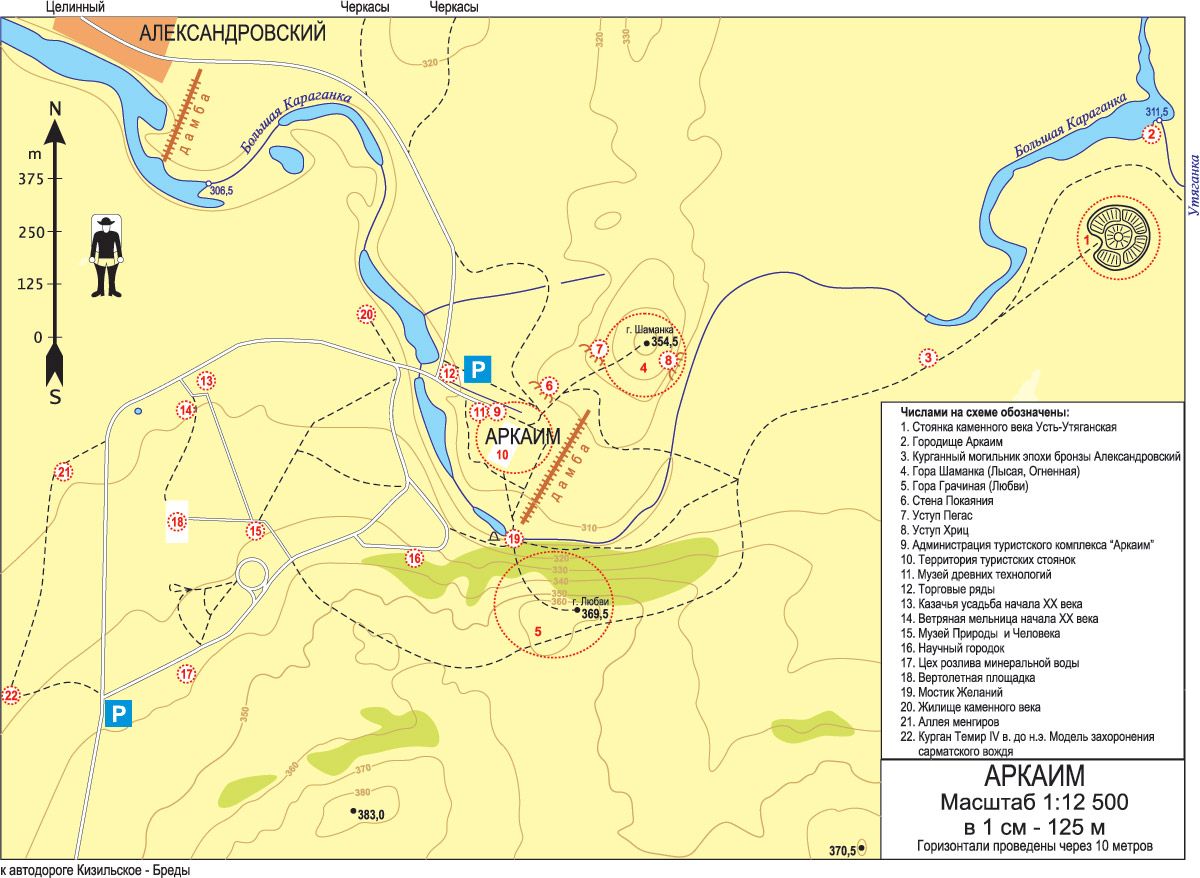 Целинный
Черкасы
Черкасы
АЛЕКСАНДРОВСКИЙ
320
320
330
дамба
Большая Караганка
306,5
Большая Караганка
311,5
2
Утяганка
N
m
375
250
125
0
S
1
20
г. Шаманка
354,5
7
8
4
3
12
P
6
13
14
11
9
АРКАИМ
10
дамба
21
18
15
19
310
16
320
330
340
350
360
г. Любви
369,5
5
17
22
P
350
360
370
380
383,0
370,5
Числами на схеме обозначены:
1. Стоянка каменного века Усть-Утяганская
2. Городище Аркаим
3. Курганный могильник эпохи бронзы Александровский
4. Гора Шаманка (Лысая, Огненная)
5. Гора Грачиная (Любви)
6. Стена Покаяния
7. Уступ Пегас
8. Уступ Хриц
9. Администрация туристского комплекса “Аркаим”
10. Территория туристских стоянок
11. Музей древних технологий
12. Торговые ряды
13. Казачья усадьба начала XX века
14. Ветряная мельница начала XX века
15. Музей Природы и Человека
16. Научный городок
17. Цех розлива минеральной воды
18. Вертолетная площадка
19. Мостик Желаний
20. Жилище каменного века
21. Аллея менгиров
22. Курган Темир IV в. до н.э. Модель захоронения
сарматского вождя
АРКАИМ
Масштаб 1:12 500
в 1 см - 125 м
Горизонтали проведены через 10 метров
к автодороге Кизильское - Бреды